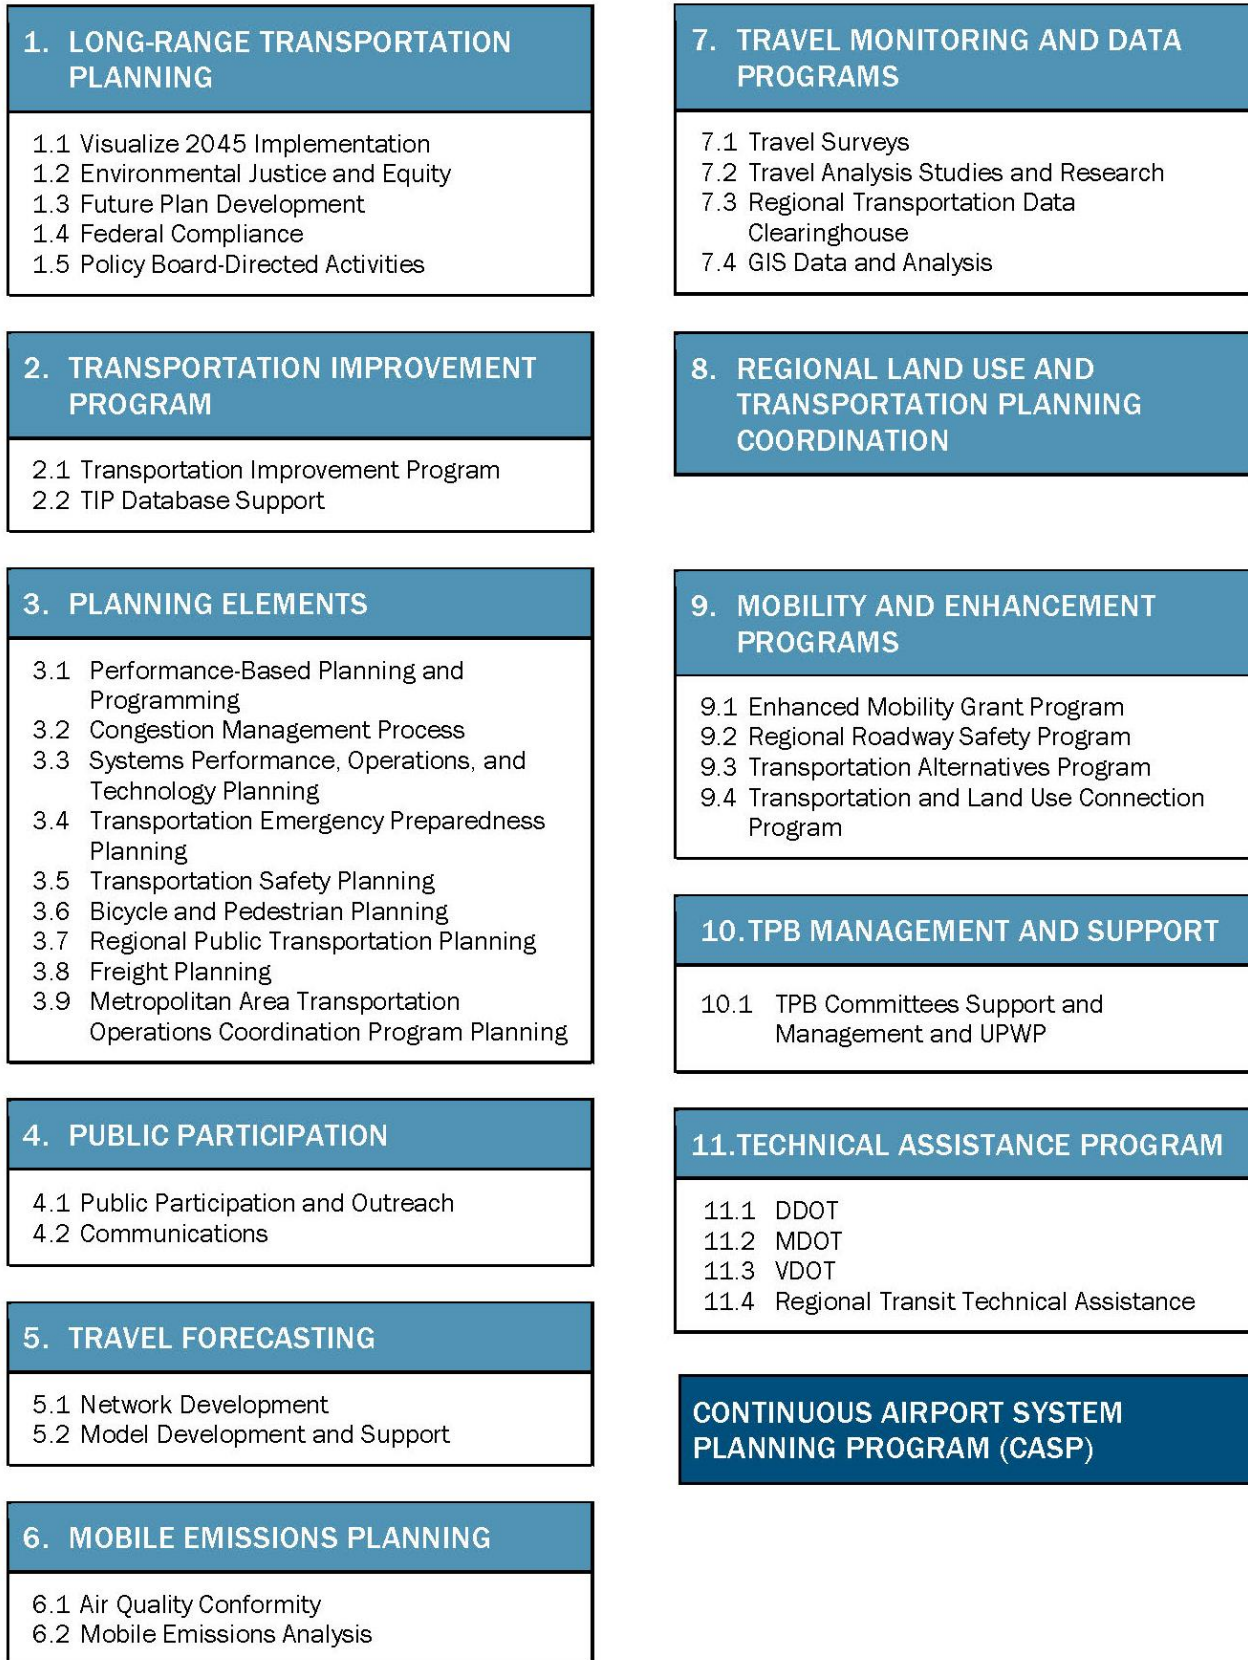 1. LONG-RANGE TRANSPORTATION
PLANNING
1.1 Visualize 2045 Implementation
1.2 Environmental Justice and Equity
1.3 Future Plan Development
1.4 Federal Compliance
1.5 Policy Board-Directed Activities
2. TRANSPORTATION IMPROVEMENT
PROGRAM
2.1 Transportation Improvement Program
2.2 TIP Database Support
3. PLANNING ELEMENTS
3.1 Performance-Based Planning and
Programming
3.2 Congestion Management Process
3.3 Systems Performance, Operations, and
Technology Planning
3.4 Transportation Emergency Preparedness
Planning
3.5 Transportation Safety Planning
3.6 Bicycle and Pedestrian Planning
3.7 Regional Public Transportation Planning
3.8 Freight Planning
3.9 Metropolitan Area Transportation
Operations Coordination Program Planning
4. PUBLIC PARTICIPATION
4.1 Public Participation and Outreach
4.2 Communications
5. TRAVEL FORECASTING
5.1 Network Development
5.2 Model Development and Support
6. MOBILE EMISSIONS PLANNING
6.1 Air Quality Conformity
6.2 Mobile Emissions Analysis
7. TRAVEL MONITORING AND DATA
PROGRAMS
7.1 Travel Surveys
7.2 Travel Analysis Studies and Research
7.3 Regional Transportation Data
Clearinghouse
7.4 GIS Data and Analysis
8. REGIONAL LAND USE AND
TRANSPORTATION PLANNING
COORDINATION
9. MOBILITY AND ENHANCEMENT
PROGRAMS
9.1 Enhanced Mobility Grant Program
9.2 Regional Roadway Safety Program
9.3 Transportation Alternatives Program
9.4 Transportation and Land Use Connection
Program
10. TPB MANAGEMENT AND SUPPORT
10.1 TPB Committees Support and
Management and UPWP
11. TECHNICAL ASSISTANCE PROGRAM
11.1 DDOT
11.2 MDOT
11.3 VDOT
11.4 Regional Transit Technical Assistance
CONTINUOUS AIRPORT SYSTEM
PLANNING PROGRAM (CASP)